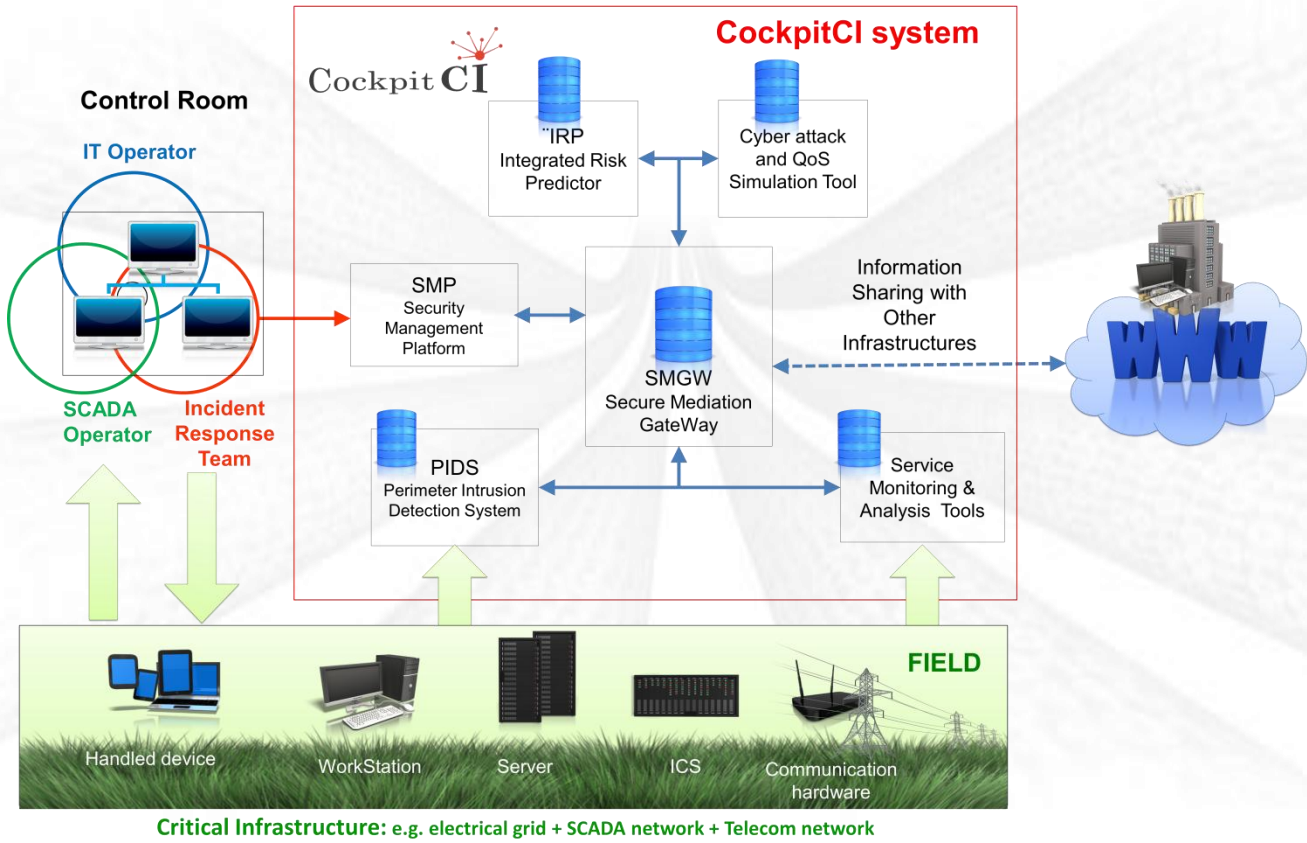 CockpitCI system
Cockpit CI
Control Room
IT Operator
SCADA
Operator
Incident
Response
Team
¨IRP
Integrated Risk
Predictor
Cyber attack
and QoS
Simulation Tool
SMP
Security
Management
Platform
SMGW
Secure Mediation
GateWay
Information
Sharing with
Other
Infrastructures
WWW
PIDS
Perimeter Intrusion
Detection System
Service
Monitoring &
Analysis Tools
FIELD
Handled device
WorkStation
Server
ICS
Communication
hardware
Critical Infrastructure: e.g. electrical grid + SCADA network + Telecom network